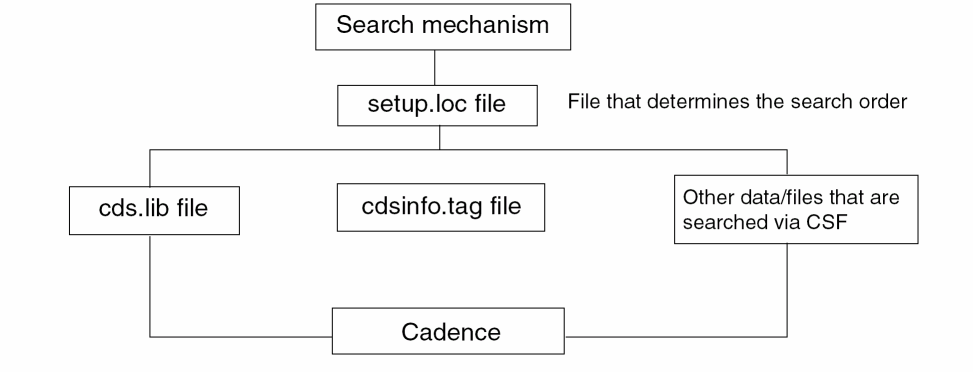 Search mechanism
setup.loc file
File that determines the search order
cds.lib file
cdsinfo.tag file
Other data/files that are
searched via CSF
Cadence